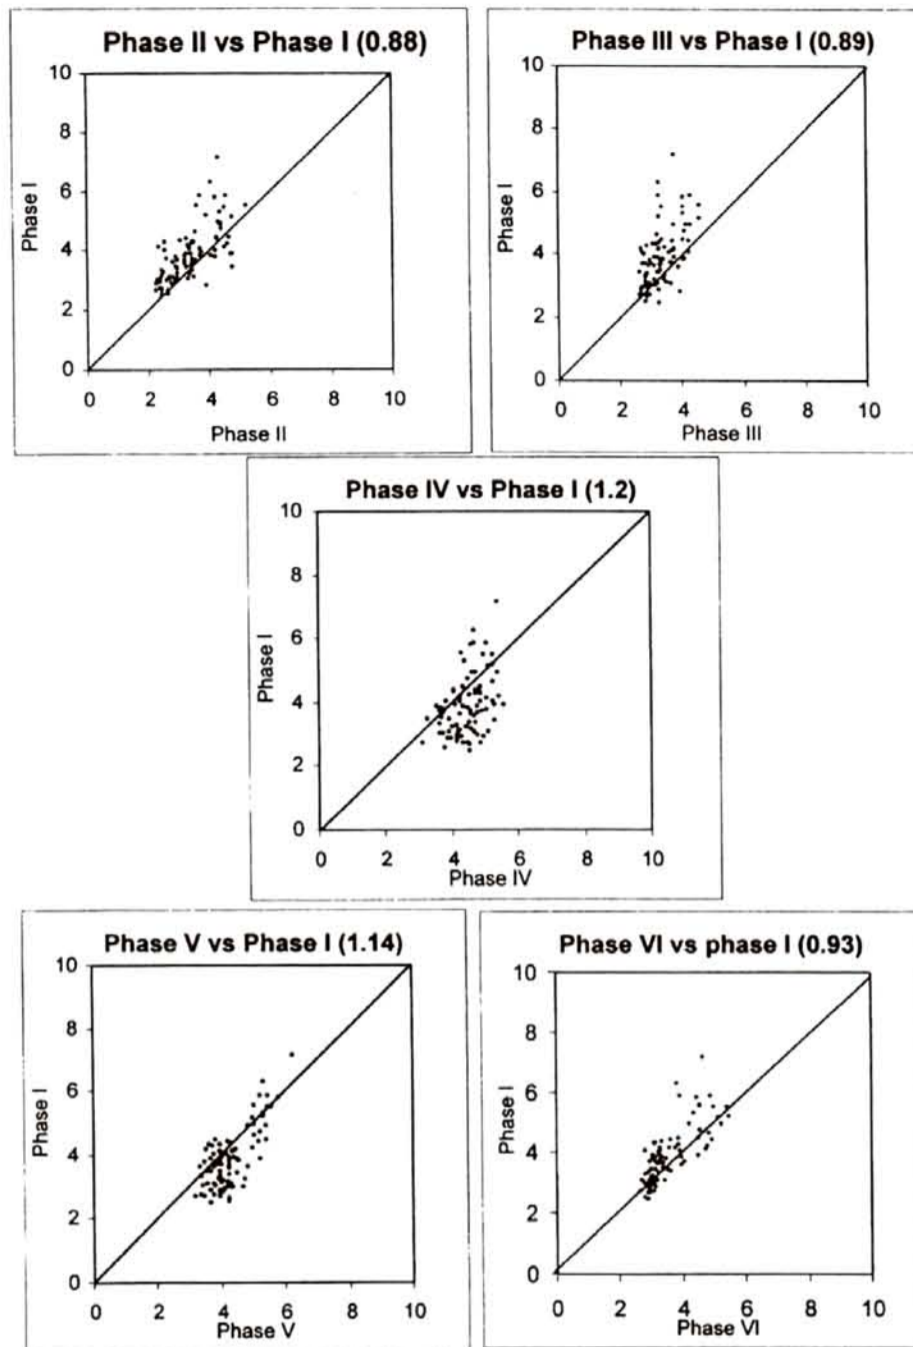 Phase II vs Phase I (0.88)
10
8
6
4
2
0
Phase I
0 2 4 6 8 10
Phase II
Phase III vs Phase I (0.89)
10
8
6
4
2
0
Phase I
0 2 4 6 8 10
Phase III
Phase IV vs Phase I (1.2)
10
8
6
4
2
0
Phase I
0 2 4 6 8 10
Phase IV
Phase V vs Phase I (1.14)
10
8
6
4
2
0
Phase I
0 2 4 6 8 10
Phase V
Phase VI vs phase I (0.93)
10
8
6
4
2
0
Phase I
0 2 4 6 8 10
Phase VI